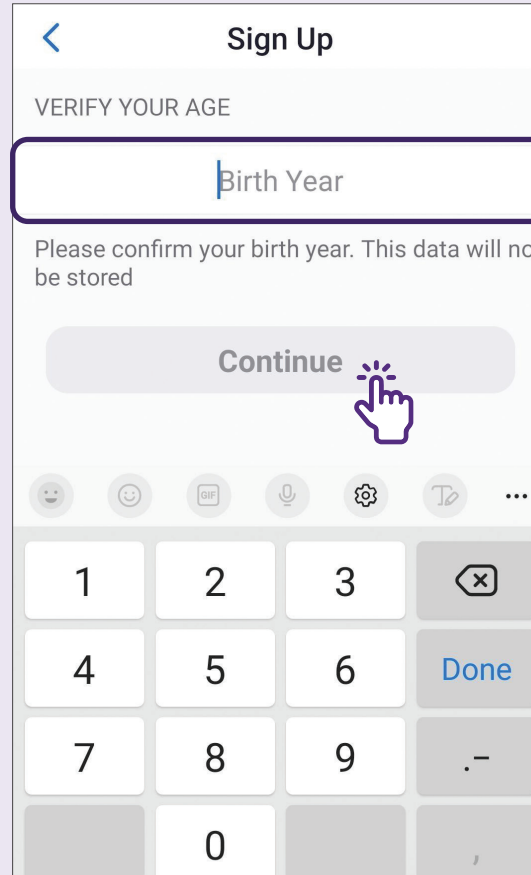 Sign Up
VERIFY YOUR AGE
Birth Year
Please confirm your birth year. This data will no
be stored
Continue
GIF
1 2 3
4 5 6 Done
7 8 9 .–
0 ,